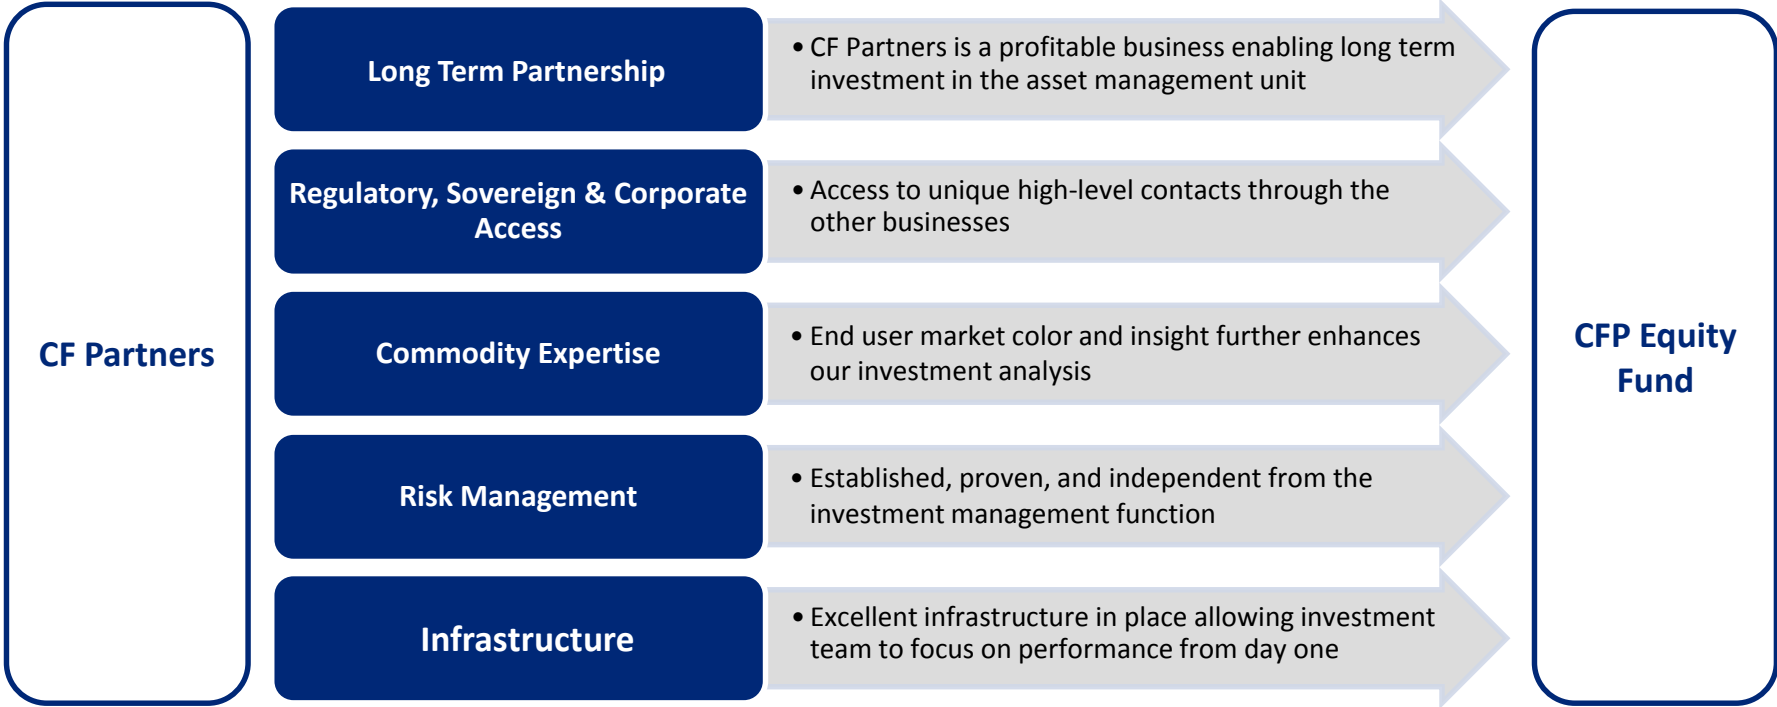 CF Partners
Long Term Partnership
• CF Partners is a profitable business enabling long term
investment in the asset management unit
Regulatory, Sovereign & Corporate
Access
• Access to unique high-level contacts through the
other businesses
Commodity Expertise
• End user market color and insight further enhances
our investment analysis
Risk Management
• Established, proven, and independent from the
investment management function
Infrastructure
• Excellent infrastructure in place allowing investment
team to focus on performance from day one
CFP Equity
Fund